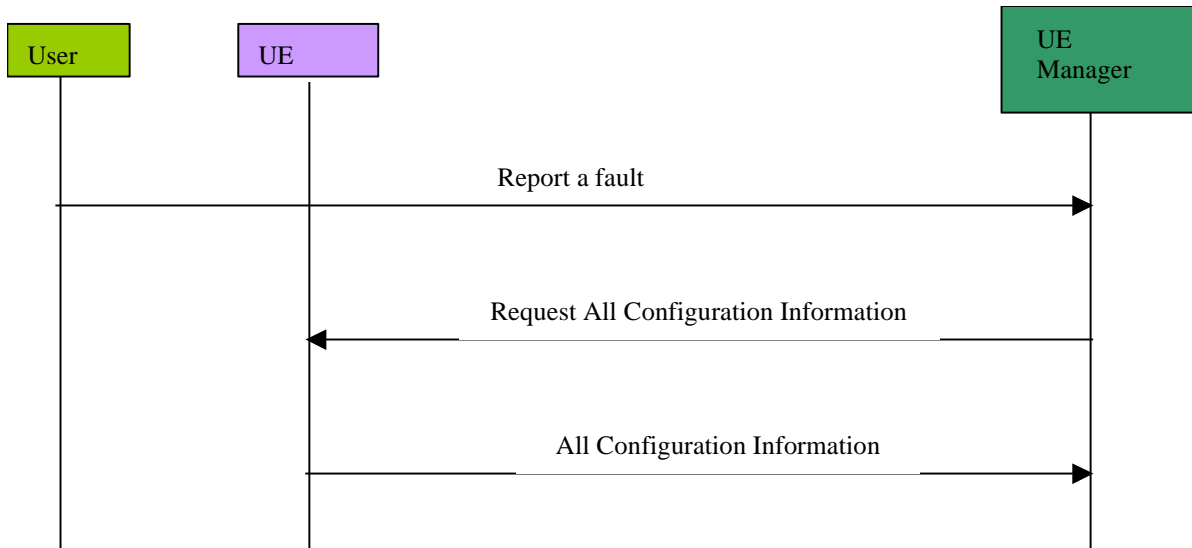 User
UE
UE
Manager
Report a fault
Request All Configuration Information
All Configuration Information